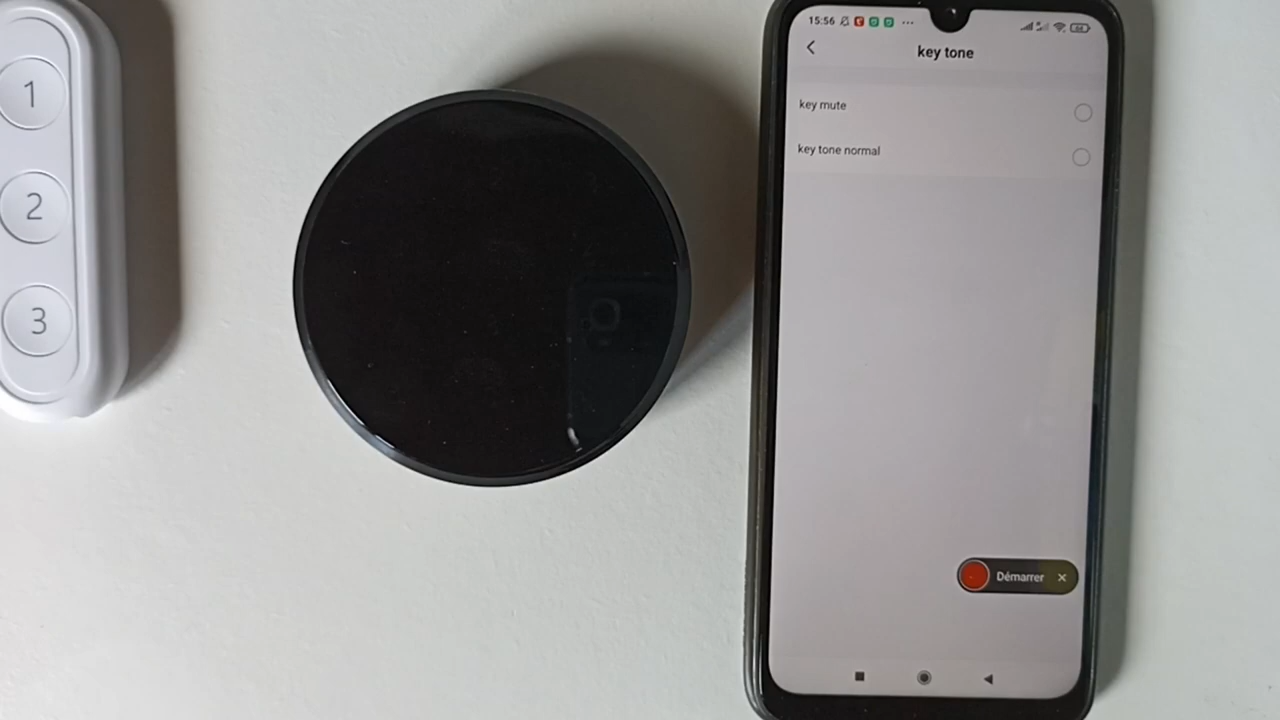 1
2
3
15:56
key tone
key mute
key tone normal
Démarrer